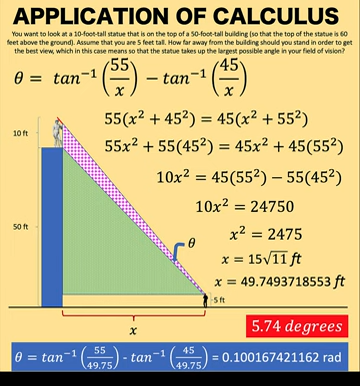 APPLICATION OF CALCULUS
You want to look at a 10-foot-tall statue that is on the top of a 50-foot-tall building (so that the top of the statue is 60
feet above the ground). Assume that you are 5 feet tall. How far away from the building should you stand in order to get
the best view, which in this case means so that the statue takes up the largest possible angle in your field of vision?
θ = tan⁻¹(55/x) − tan⁻¹(45/x)
55(x² + 45²) = 45(x² + 55²)
10 ft
55x² + 55(45²) = 45x² + 45(55²)
10x² = 45(55²) − 55(45²)
10x² = 24750
50 ft
x² = 2475
θ
x = 15√11 ft
x = 49.7493718553 ft
5 ft
x
5.74 degrees
θ = tan⁻¹(55/49.75) - tan⁻¹(45/49.75) = 0.100167421162 rad